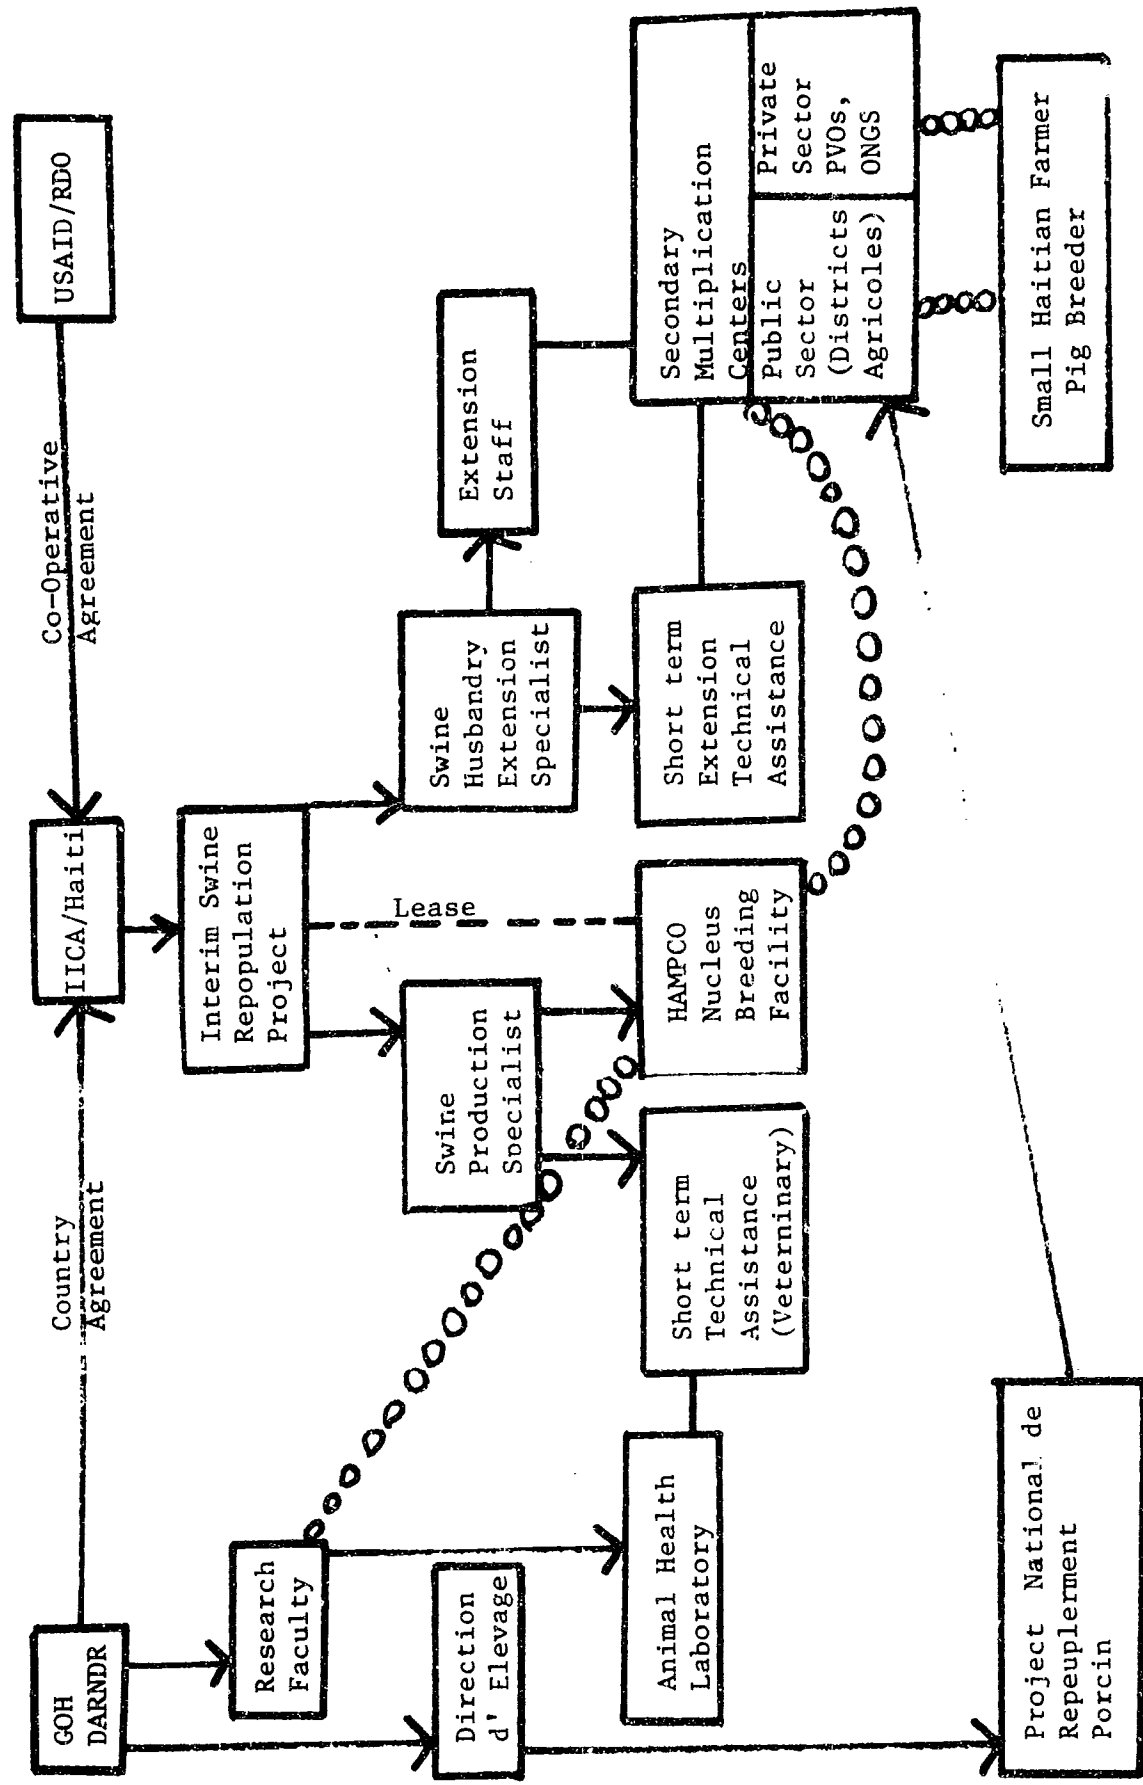 GOH
DARNDR
Country
Agreement
IICA/Haiti
Co-Operative
Agreement
USAID/RDO
Research
Faculty
Interim Swine
Repopulation
Project
Direction
d' Elevage
Swine
Production
Specialist
Lease
Swine
Husbandry
Extension
Specialist
Extension
Staff
Animal Health
Laboratory
Short term
Technical
Assistance
(Veterninary)
HAMPCO
Nucleus
Breeding
Facility
Short term
Extension
Technical
Assistance
Secondary
Multiplication
Centers
Public
Sector
(Districts
Agricoles)
Private
Sector
PVOs,
ONGS
Project National de
Repeuplerment
Porcin
Small Haitian Farmer
Pig Breeder